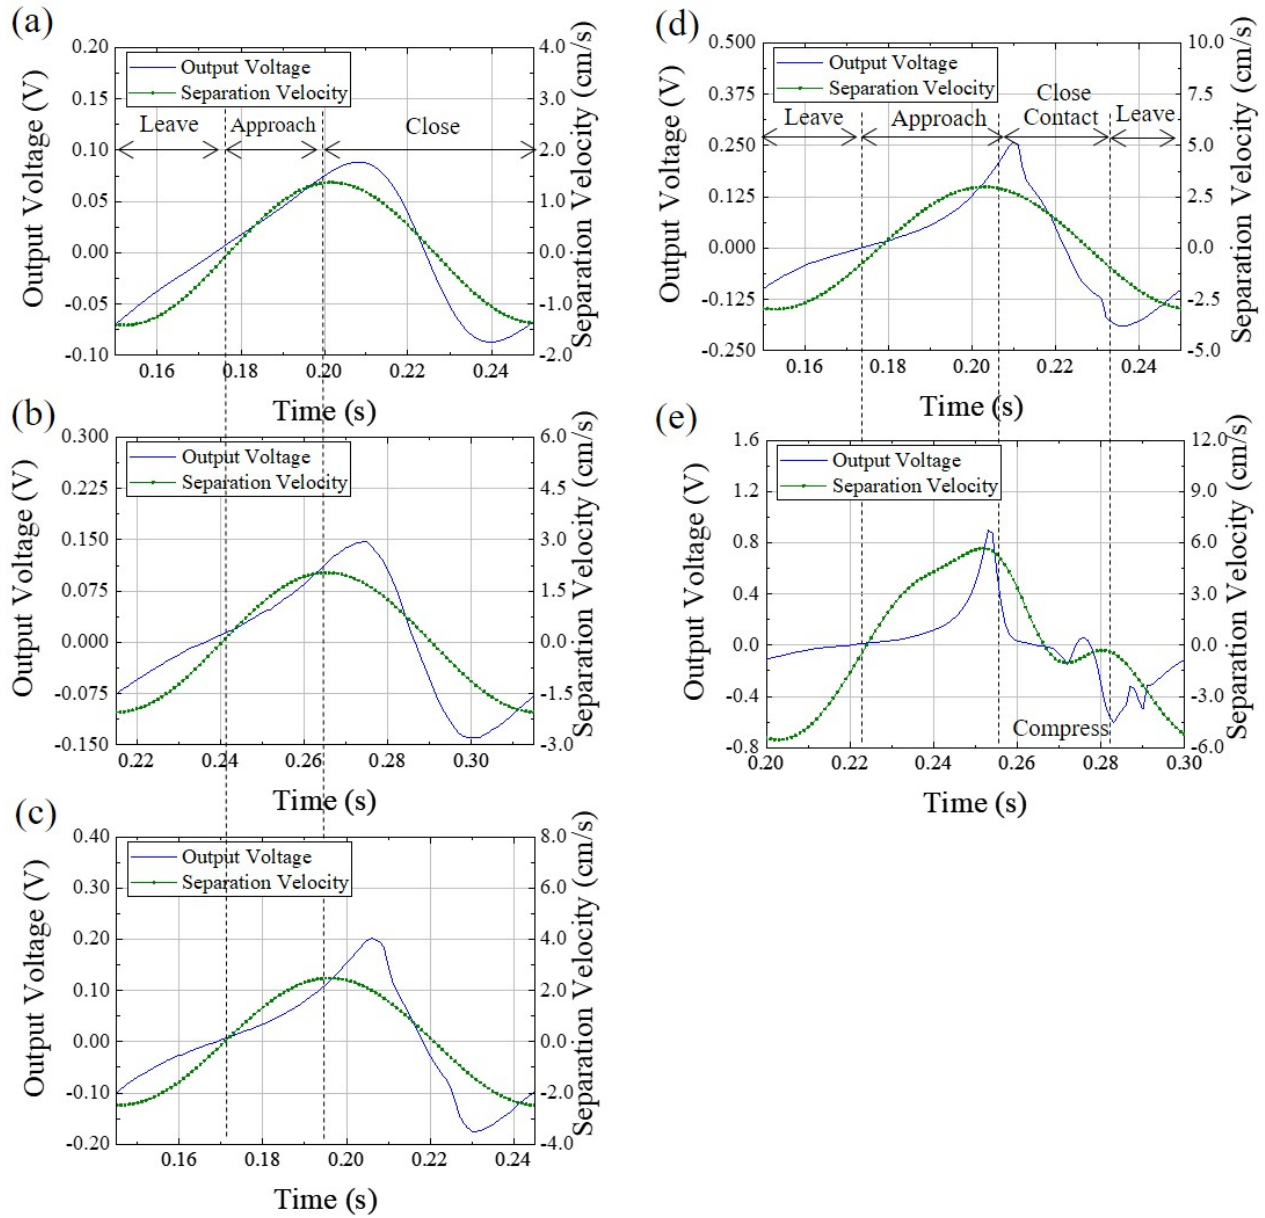 (a)
Output Voltage (V)
0.20
0.15
0.10
0.05
0.00
-0.05
-0.10
Output Voltage
Separation Velocity
Leave
Approach
Close
4.0
3.0
2.0
1.0
0.0
-1.0
-2.0
Separation Velocity (cm/s)
0.16
0.18
0.20
0.22
0.24
Time (s)
(b)
Output Voltage (V)
0.300
0.225
0.150
0.075
0.000
-0.075
-0.150
Output Voltage
Separation Velocity
6.0
4.5
3.0
1.5
0.0
-1.5
-3.0
Separation Velocity (cm/s)
0.22
0.24
0.26
0.28
0.30
Time (s)
(c)
Output Voltage (V)
0.40
0.30
0.20
0.10
0.00
-0.10
-0.20
Output Voltage
Separation Velocity
8.0
6.0
4.0
2.0
0.0
-2.0
-4.0
Separation Velocity (cm/s)
0.16
0.18
0.20
0.22
0.24
Time (s)
(d)
Output Voltage (V)
0.500
0.375
0.250
0.125
0.000
-0.125
-0.250
Output Voltage
Separation Velocity
Leave
Approach
Close
Contact
Leave
10.0
7.5
5.0
2.5
0.0
-2.5
-5.0
Separation Velocity (cm/s)
0.16
0.18
0.20
0.22
0.24
Time (s)
(e)
Output Voltage (V)
1.6
1.2
0.8
0.4
0.0
-0.4
-0.8
Output Voltage
Separation Velocity
Compress
12.0
9.0
6.0
3.0
0.0
-3.0
-6.0
Separation Velocity (cm/s)
0.20
0.22
0.24
0.26
0.28
0.30
Time (s)